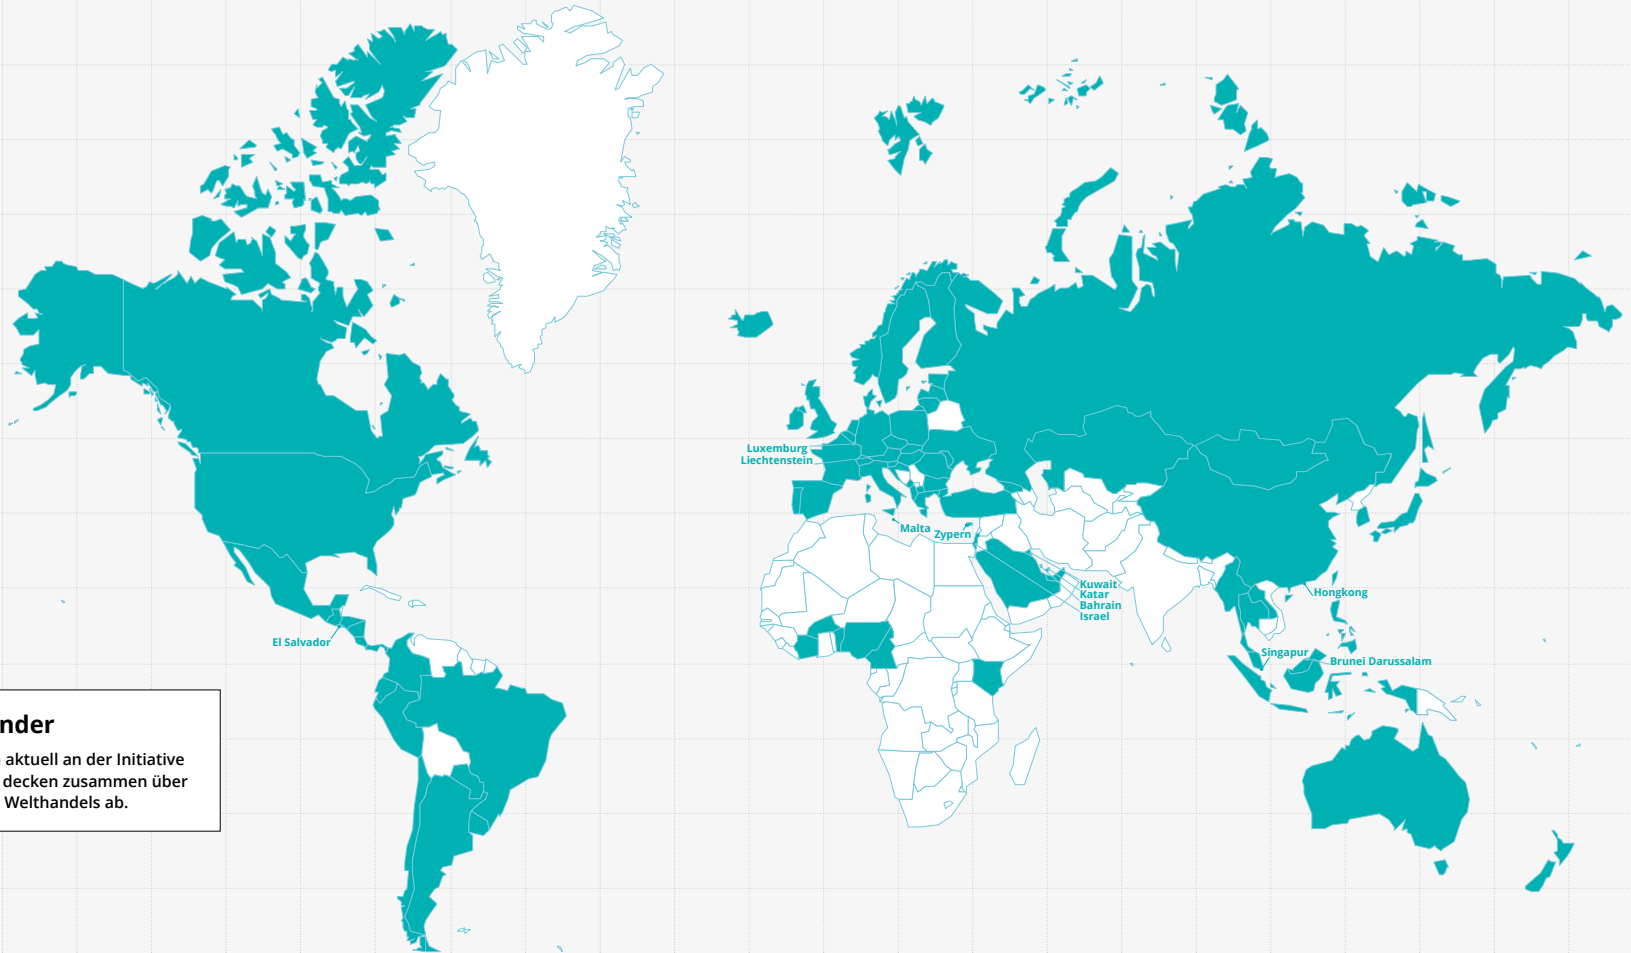 Luxemburg
Liechtenstein
Malta
Zypern
Kuwait
Katar
Bahrain
Israel
Hongkong
El Salvador
Singapur
Brunei Darussalam
nder
aktuell an der Initiative
decken zusammen über
Welthandels ab.